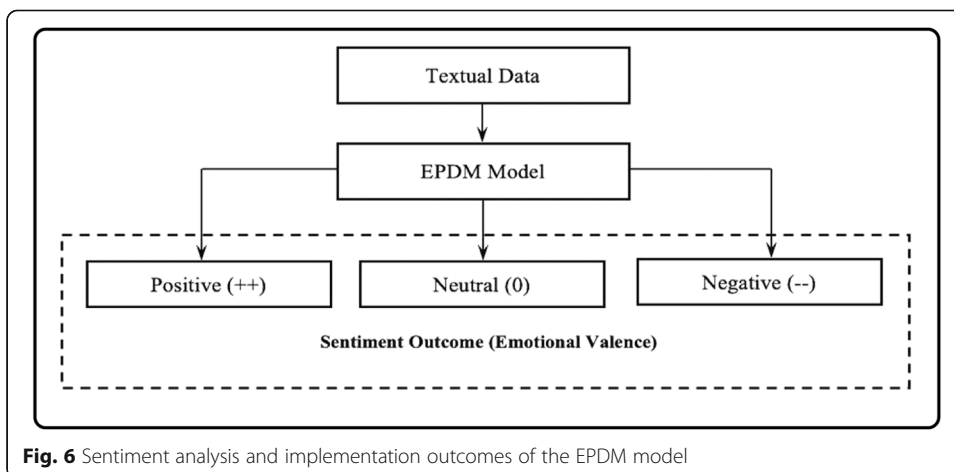 Textual Data
EPDM Model
Positive (++)
Neutral (0)
Negative (--)
Sentiment Outcome (Emotional Valence)
Fig. 6 Sentiment analysis and implementation outcomes of the EPDM model